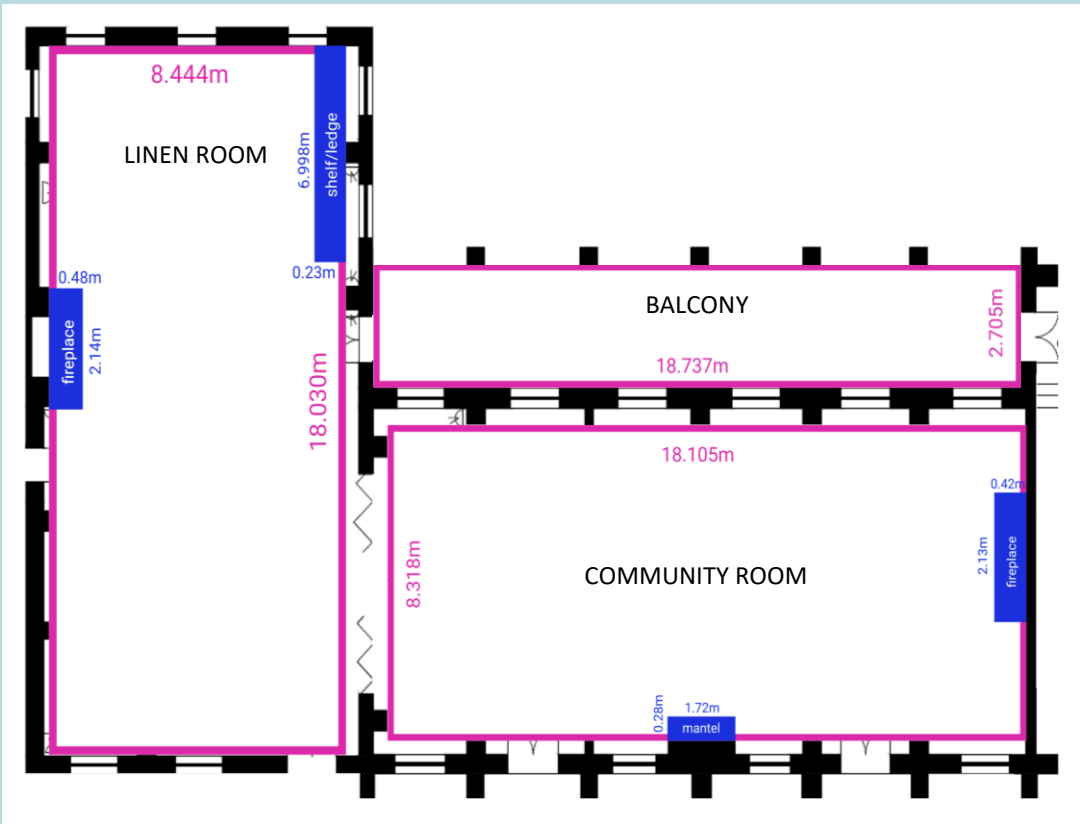 8.444m
LINEN ROOM
6.998m
shelf/ledge
0.23m
0.48m
fireplace
2.14m
18.030m
BALCONY
2.705m
18.737m
18.105m
0.42m
8.318m
2.13m
fireplace
COMMUNITY ROOM
0.28m
1.72m
mantel